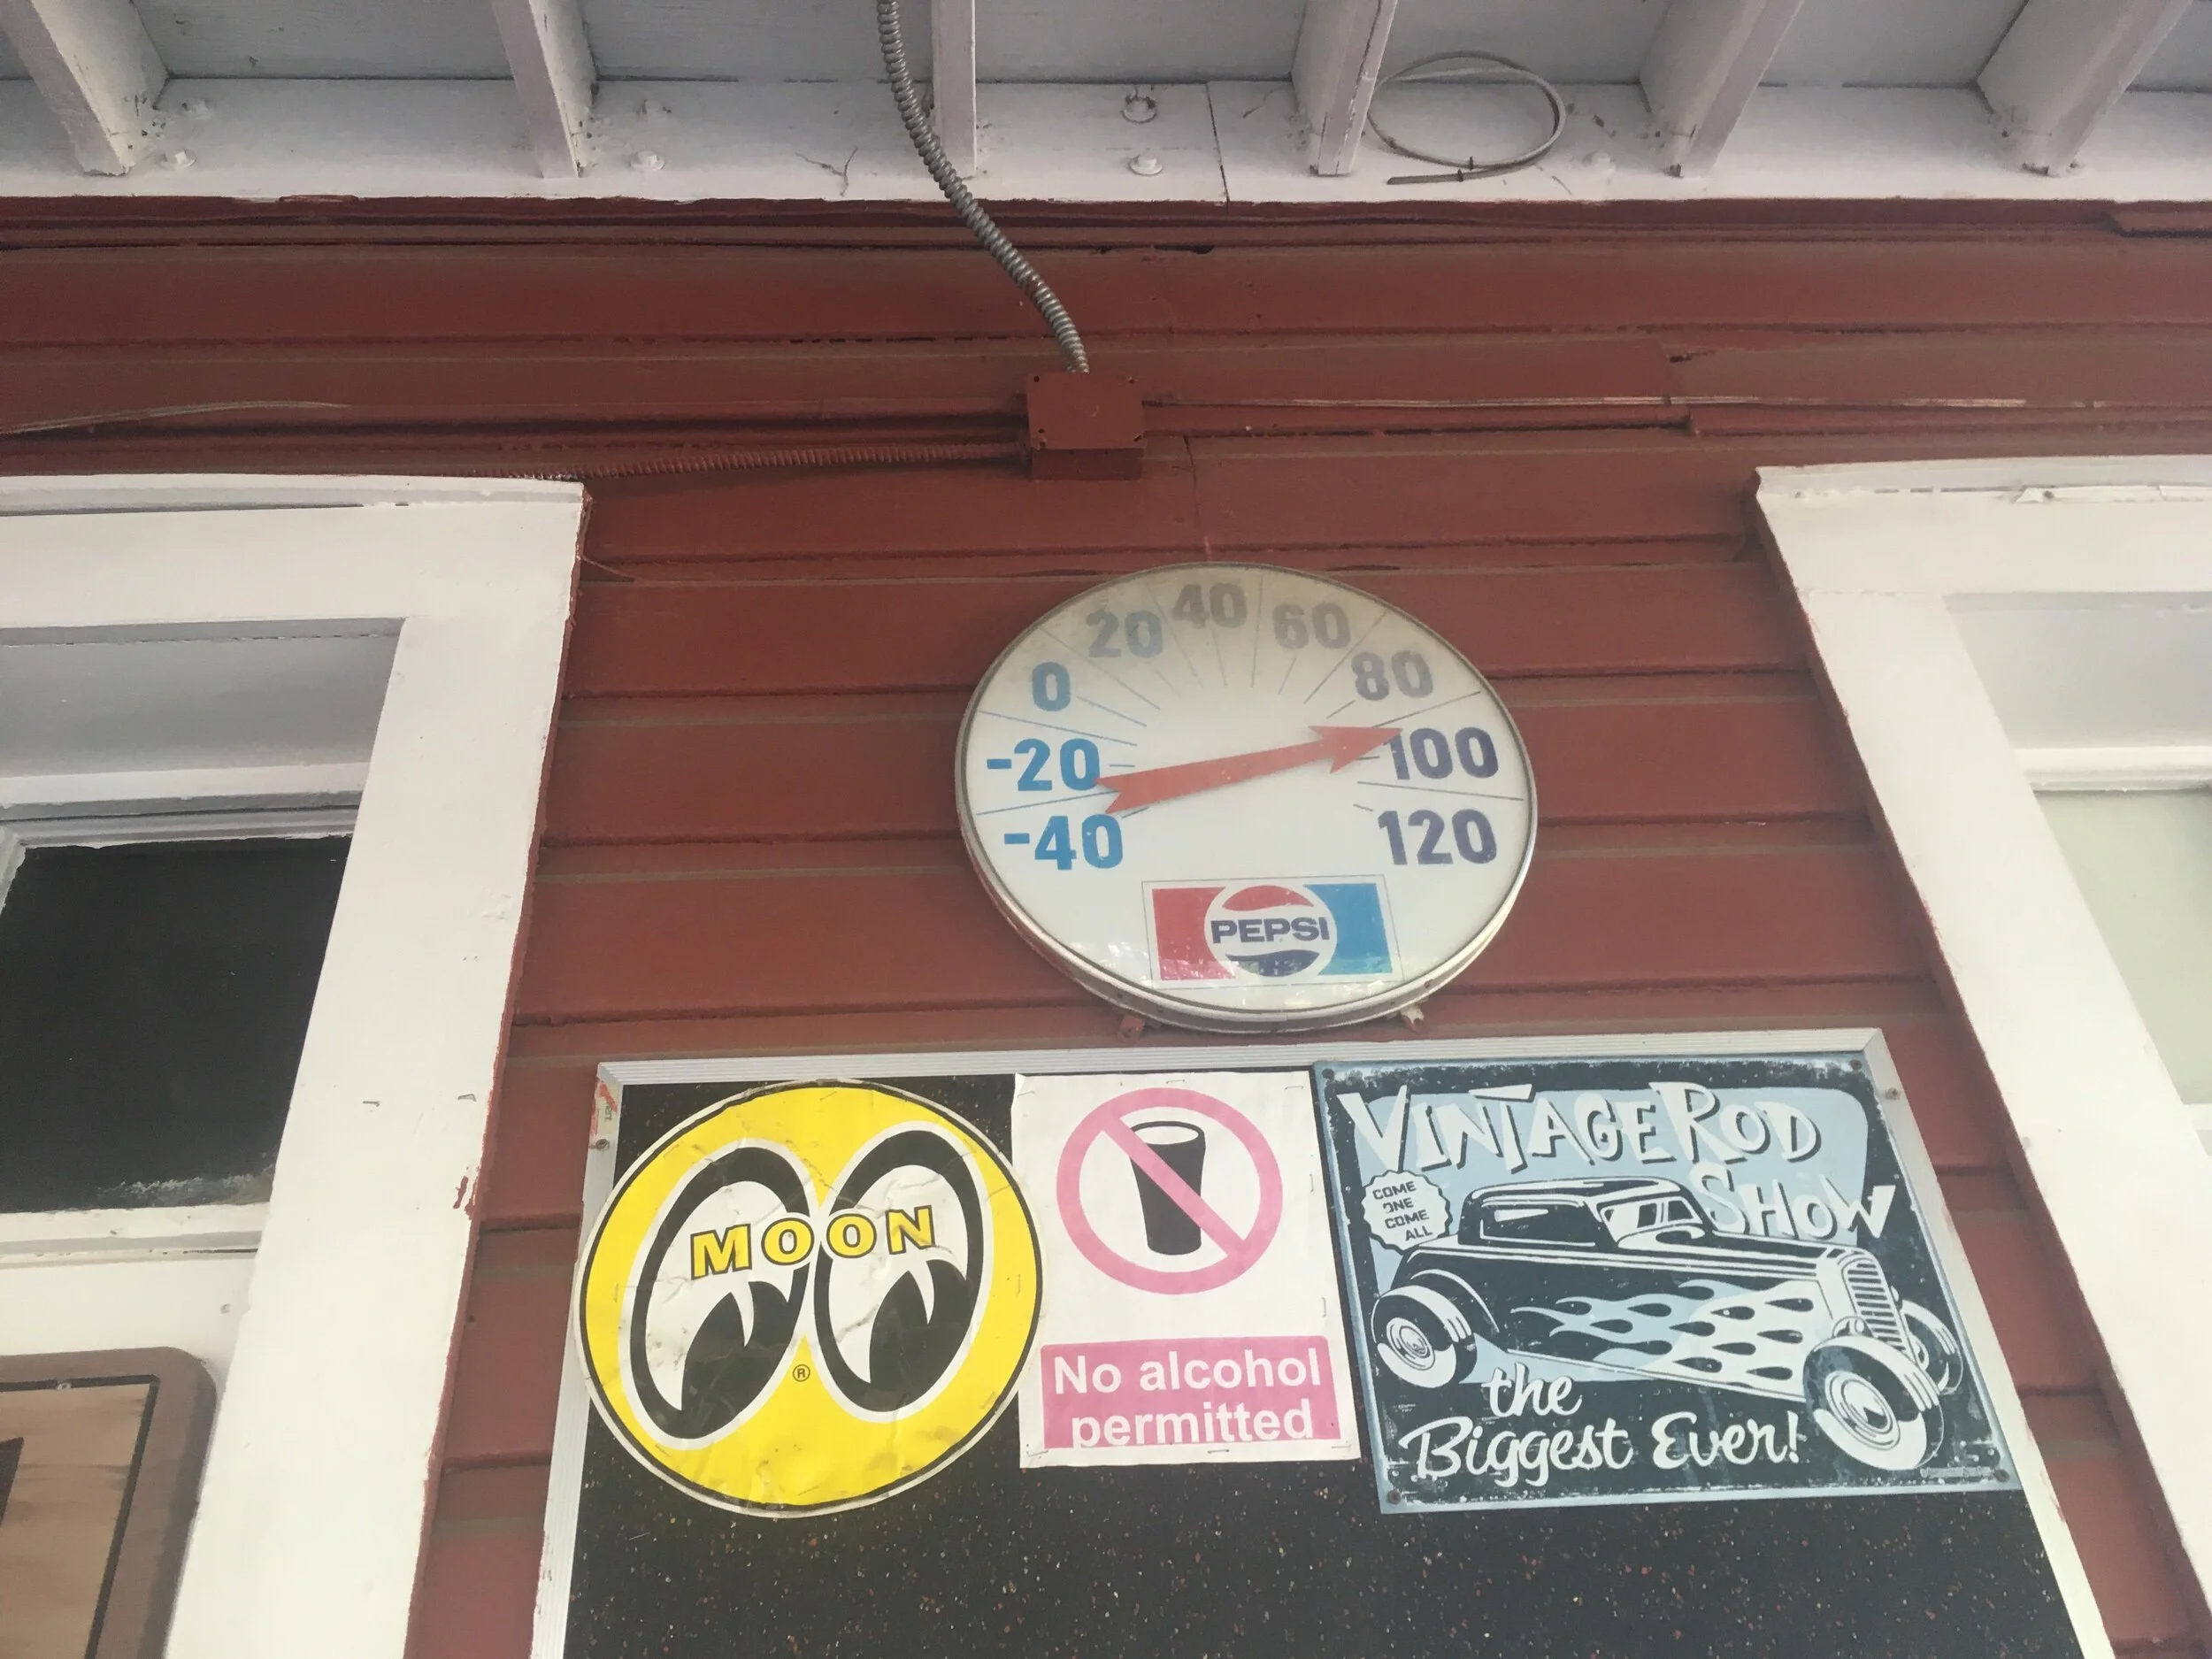 40
20
60
0
80
-20
100
-40
120
PEPSI
MOON
®
No alcohol
permitted
VINTAGE ROD
SHOW
COME
ONE
COME
ALL
the
Biggest Ever!